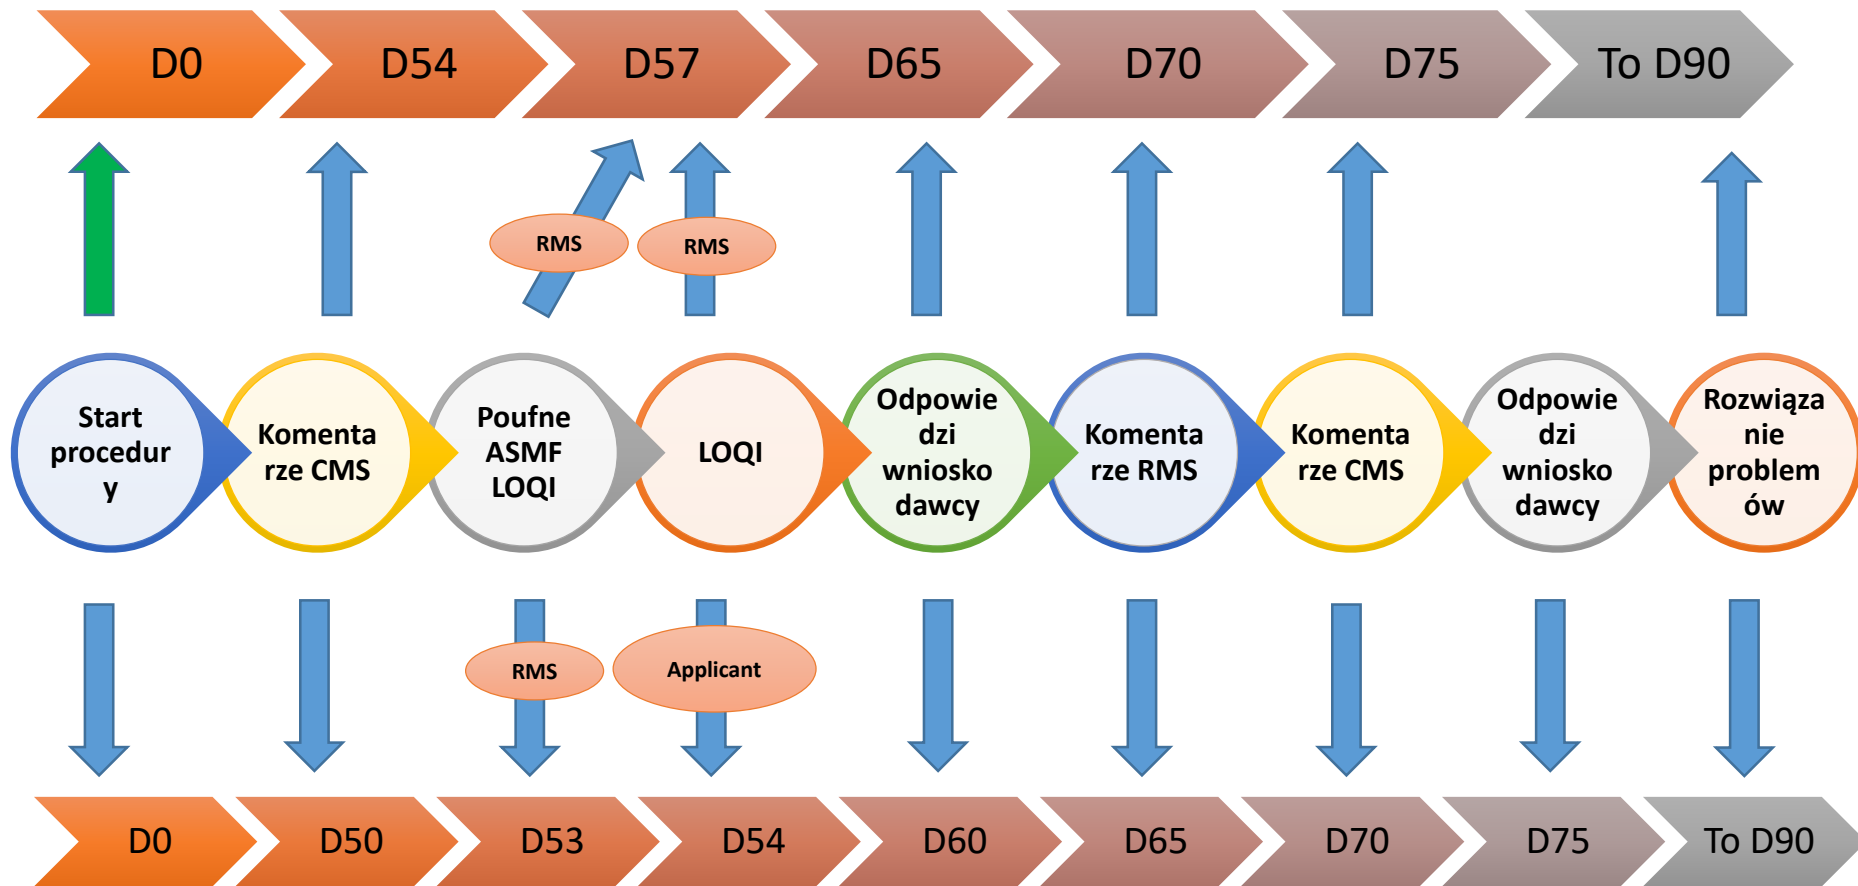 D0
D54
D57
D65
D70
D75
To D90
RMS
RMS
Start
procedur
y
Komenta
rze CMS
Poufne
ASMF
LOQI
LOQI
Odpowie
dzi
wniosko
dawcy
Komenta
rze RMS
Komenta
rze CMS
Odpowie
dzi
wniosko
dawcy
Rozwiąza
nie
problem
ów
RMS
Applicant
D0
D50
D53
D54
D60
D65
D70
D75
To D90